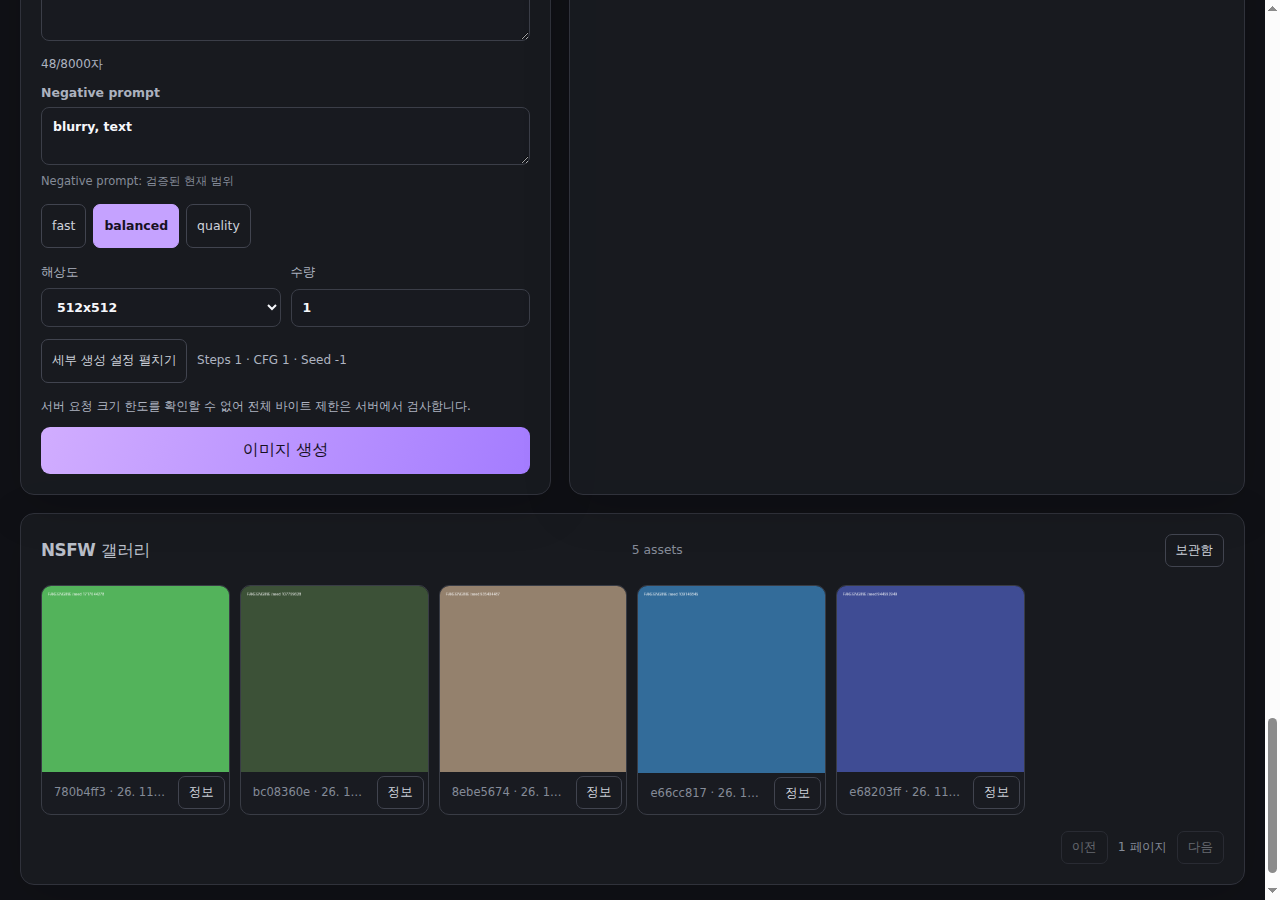 48/8000자
Negative prompt
blurry, text
Negative prompt: 검증된 현재 범위
fast balanced quality
해상도 수량
512x512 1
세부 생성 설정 펼치기 Steps 1 · CFG 1 · Seed -1
서버 요청 크기 한도를 확인할 수 없어 전체 바이트 제한은 서버에서 검사합니다.
이미지 생성
NSFW 갤러리 5 assets 보관함
780b4ff3 · 26. 11... 정보 bc08360e · 26. 1... 정보 8ebe5674 · 26. 1... 정보 e66cc817 · 26. 1... 정보 e68203ff · 26. 11... 정보
이전 1 페이지 다음